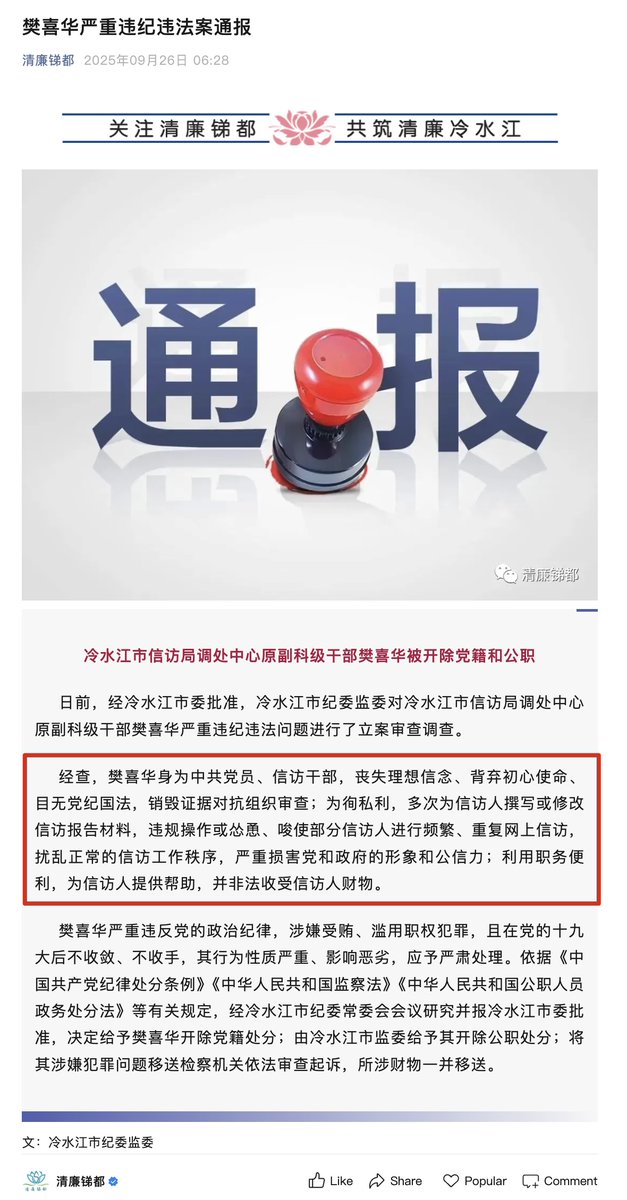 樊喜华严重违纪违法案通报
清廉锑都 2025年09月26日 06:28
关注清廉锑都 共筑清廉冷水江
通报
清廉锑都
冷水江市信访局调处中心原副科级干部樊喜华被开除党籍和公职
日前，经冷水江市委批准，冷水江市纪委监委对冷水江市信访局调处中心
原副科级干部樊喜华严重违纪违法问题进行了立案审查调查。
经查，樊喜华身为中共党员、信访干部，丧失理想信念、背弃初心使命、
目无党纪国法，销毁证据对抗组织审查；为徇私利，多次为信访人撰写或修改
信访报告材料，违规操作或怂恿、唆使部分信访人进行频繁、重复网上信访，
扰乱正常的信访工作秩序，严重损害党和政府的形象和公信力；利用职务便
利，为信访人提供帮助，并非法收受信访人财物。
樊喜华严重违反党的政治纪律，涉嫌受贿、滥用职权犯罪，且在党的十九
大后不收敛、不收手，其行为性质严重、影响恶劣，应予严肃处理。依据《中
国共产党纪律处分条例》《中华人民共和国监察法》《中华人民共和国公职人员
政务处分法》等有关规定，经冷水江市纪委常委会会议研究并报冷水江市委批
准，决定给予樊喜华开除党籍处分；由冷水江市监委给予其开除公职处分；将
其涉嫌犯罪问题移送检察机关依法审查起诉，所涉财物一并移送。
文：冷水江市纪委监委
清廉锑都 Like Share Popular Comment